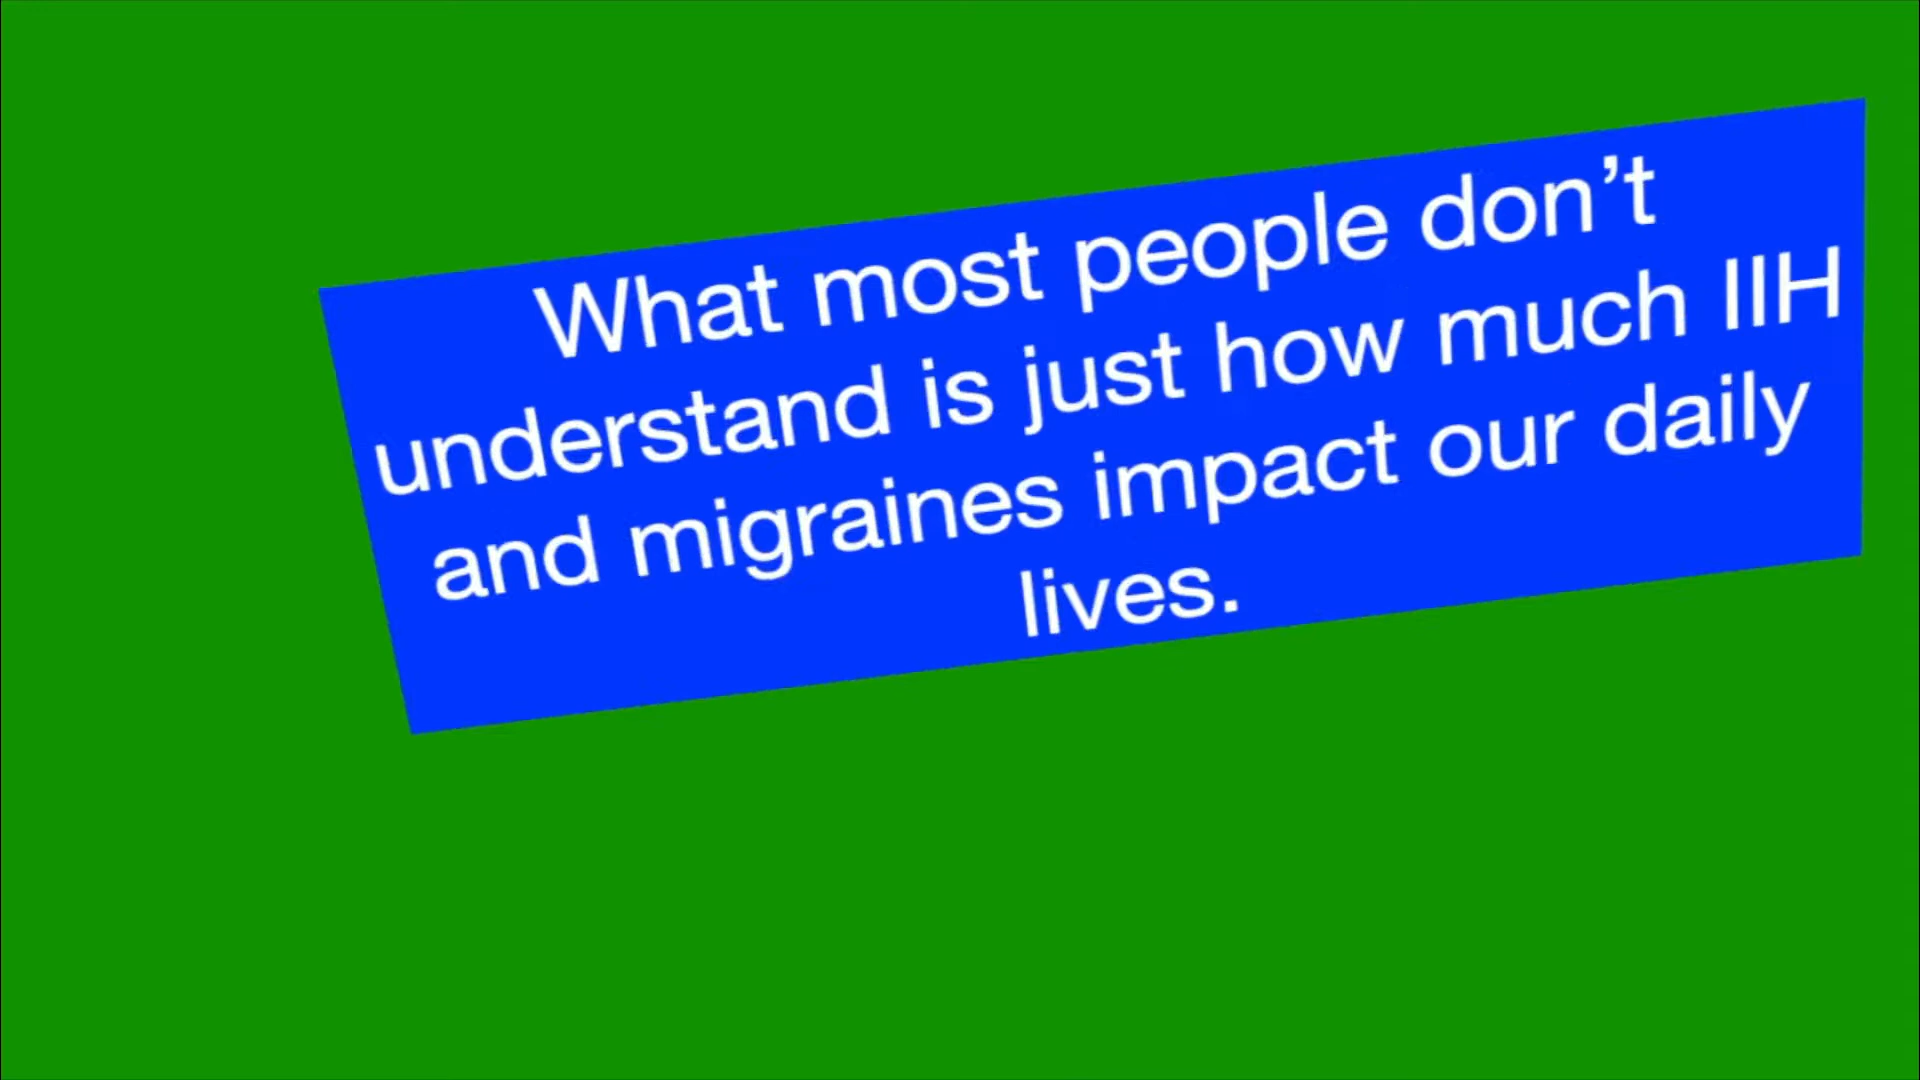 What most people don’t
understand is just how much IIH
and migraines impact our daily
lives.